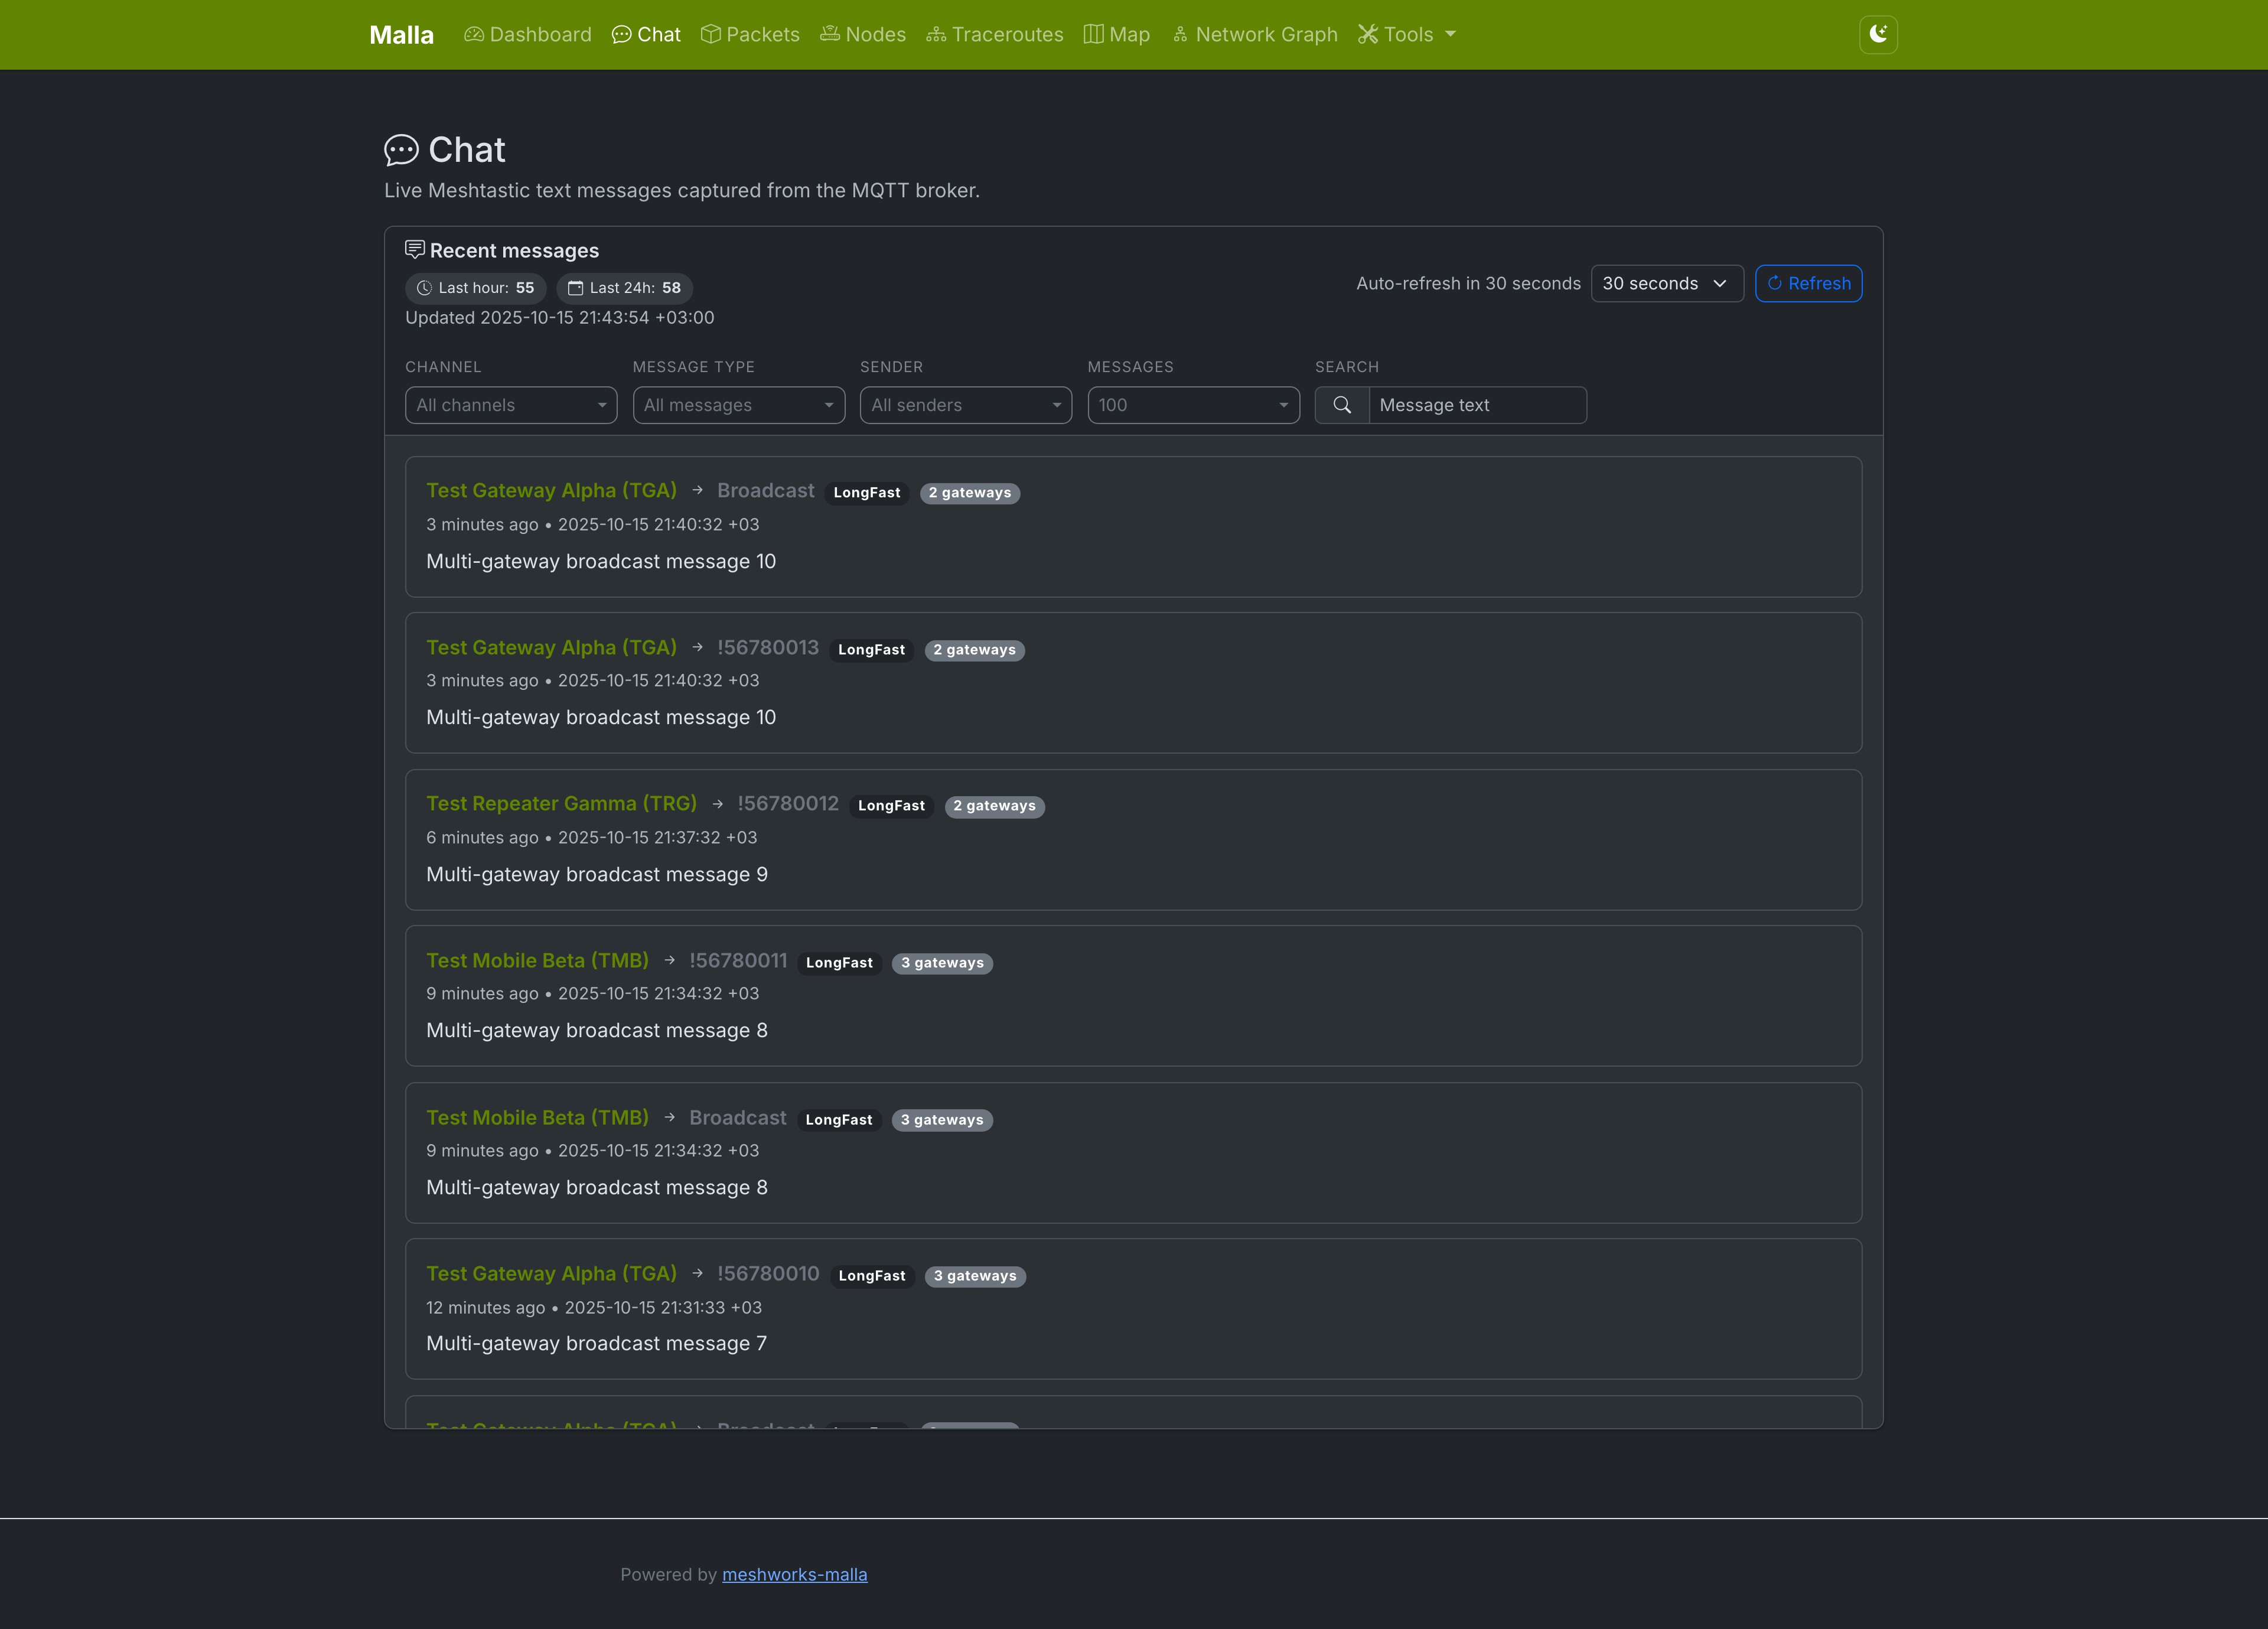 Malla Dashboard Chat Packets Nodes Traceroutes Map Network Graph Tools
Chat
Live Meshtastic text messages captured from the MQTT broker.
Recent messages
Last hour: 55 Last 24h: 58
Updated 2025-10-15 21:43:54 +03:00
Auto-refresh in 30 seconds 30 seconds Refresh
CHANNEL MESSAGE TYPE SENDER MESSAGES SEARCH
All channels All messages All senders 100 Message text
Test Gateway Alpha (TGA) → Broadcast LongFast 2 gateways
3 minutes ago • 2025-10-15 21:40:32 +03
Multi-gateway broadcast message 10
Test Gateway Alpha (TGA) → !56780013 LongFast 2 gateways
3 minutes ago • 2025-10-15 21:40:32 +03
Multi-gateway broadcast message 10
Test Repeater Gamma (TRG) → !56780012 LongFast 2 gateways
6 minutes ago • 2025-10-15 21:37:32 +03
Multi-gateway broadcast message 9
Test Mobile Beta (TMB) → !56780011 LongFast 3 gateways
9 minutes ago • 2025-10-15 21:34:32 +03
Multi-gateway broadcast message 8
Test Mobile Beta (TMB) → Broadcast LongFast 3 gateways
9 minutes ago • 2025-10-15 21:34:32 +03
Multi-gateway broadcast message 8
Test Gateway Alpha (TGA) → !56780010 LongFast 3 gateways
12 minutes ago • 2025-10-15 21:31:33 +03
Multi-gateway broadcast message 7
Test Gateway Alpha (TGA) → Broadcast
Powered by meshworks-malla